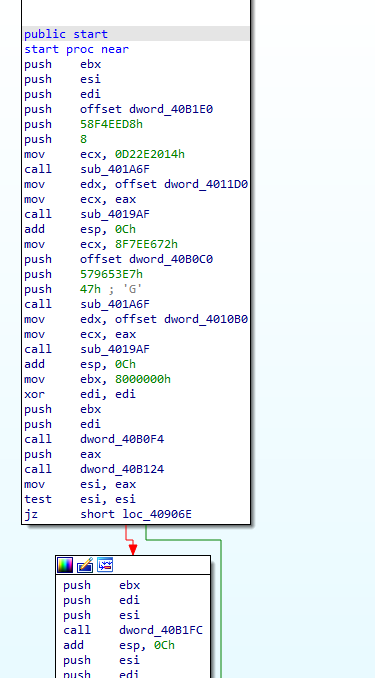 public start
start proc near
push ebx
push esi
push edi
push offset dword_40B1E0
push 58F4EED8h
push 8
mov ecx, 0D22E2014h
call sub_401A6F
mov edx, offset dword_4011D0
mov ecx, eax
call sub_4019AF
add esp, 0Ch
mov ecx, 8F7EE672h
push offset dword_40B0C0
push 579653E7h
push 47h ; 'G'
call sub_401A6F
mov edx, offset dword_4010B0
mov ecx, eax
call sub_4019AF
add esp, 0Ch
mov ebx, 8000000h
xor edi, edi
push ebx
push edi
call dword_40B0F4
push eax
call dword_40B124
mov esi, eax
test esi, esi
jz short loc_40906E
push ebx
push edi
push esi
call dword_40B1FC
add esp, 0Ch
push esi
push edi